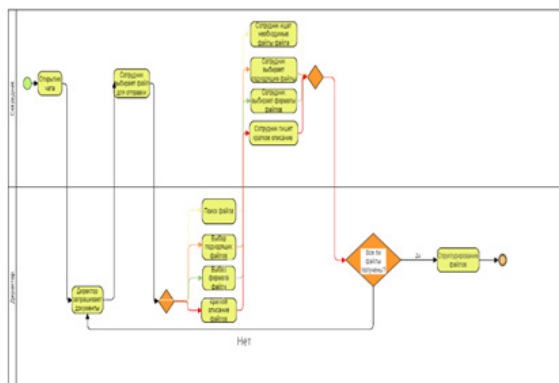 Сотрудник ищет
необходимые
файлы файла
Открытие
чата
Сотрудник
выбирает файл
для отправки
Сотрудник
выбирает
подходящие файлы
Сотрудник
выбирает форматы
файлов
Сотрудник пишет
краткое описание
Сотрудник
Поиск файла
Выбор
подходящих
файлов
Выбор
формата
файла
Краткое
описание
файлов
Директор
запрашивает
документы
Все ли
файлы
получены?
Да
Структурирование
файлов
Директор
Нет